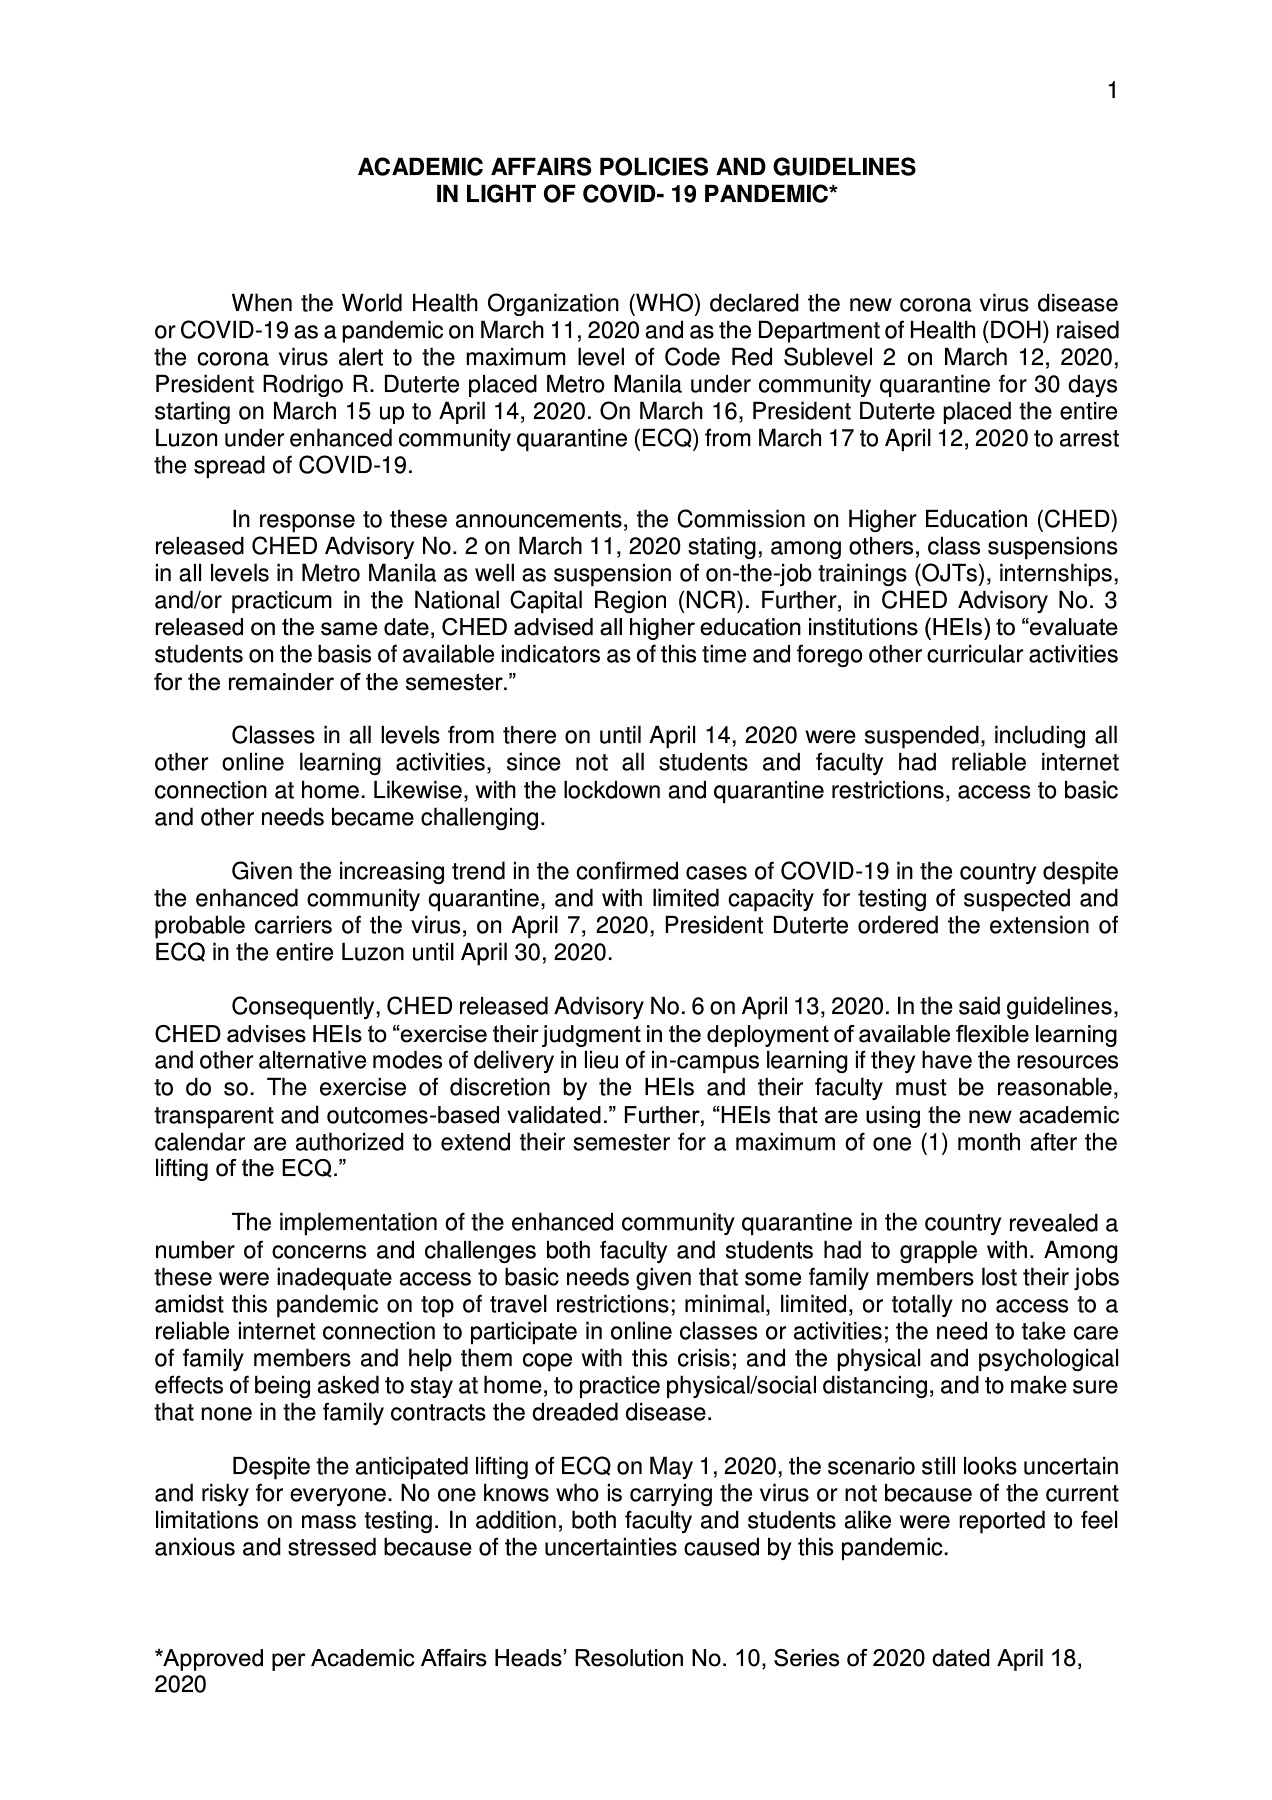 1
ACADEMIC AFFAIRS POLICIES AND GUIDELINES
IN LIGHT OF COVID- 19 PANDEMIC*
When the World Health Organization (WHO) declared the new corona virus disease
or COVID-19 as a pandemic on March 11, 2020 and as the Department of Health (DOH) raised
the corona virus alert to the maximum level of Code Red Sublevel 2 on March 12, 2020,
President Rodrigo R. Duterte placed Metro Manila under community quarantine for 30 days
starting on March 15 up to April 14, 2020. On March 16, President Duterte placed the entire
Luzon under enhanced community quarantine (ECQ) from March 17 to April 12, 2020 to arrest
the spread of COVID-19.
In response to these announcements, the Commission on Higher Education (CHED)
released CHED Advisory No. 2 on March 11, 2020 stating, among others, class suspensions
in all levels in Metro Manila as well as suspension of on-the-job trainings (OJTs), internships,
and/or practicum in the National Capital Region (NCR). Further, in CHED Advisory No. 3
released on the same date, CHED advised all higher education institutions (HEIs) to “evaluate
students on the basis of available indicators as of this time and forego other curricular activities
for the remainder of the semester.”
Classes in all levels from there on until April 14, 2020 were suspended, including all
other online learning activities, since not all students and faculty had reliable internet
connection at home. Likewise, with the lockdown and quarantine restrictions, access to basic
and other needs became challenging.
Given the increasing trend in the confirmed cases of COVID-19 in the country despite
the enhanced community quarantine, and with limited capacity for testing of suspected and
probable carriers of the virus, on April 7, 2020, President Duterte ordered the extension of
ECQ in the entire Luzon until April 30, 2020.
Consequently, CHED released Advisory No. 6 on April 13, 2020. In the said guidelines,
CHED advises HEIs to “exercise their judgment in the deployment of available flexible learning
and other alternative modes of delivery in lieu of in-campus learning if they have the resources
to do so. The exercise of discretion by the HEIs and their faculty must be reasonable,
transparent and outcomes-based validated.” Further, “HEIs that are using the new academic
calendar are authorized to extend their semester for a maximum of one (1) month after the
lifting of the ECQ.”
The implementation of the enhanced community quarantine in the country revealed a
number of concerns and challenges both faculty and students had to grapple with. Among
these were inadequate access to basic needs given that some family members lost their jobs
amidst this pandemic on top of travel restrictions; minimal, limited, or totally no access to a
reliable internet connection to participate in online classes or activities; the need to take care
of family members and help them cope with this crisis; and the physical and psychological
effects of being asked to stay at home, to practice physical/social distancing, and to make sure
that none in the family contracts the dreaded disease.
Despite the anticipated lifting of ECQ on May 1, 2020, the scenario still looks uncertain
and risky for everyone. No one knows who is carrying the virus or not because of the current
limitations on mass testing. In addition, both faculty and students alike were reported to feel
anxious and stressed because of the uncertainties caused by this pandemic.
*Approved per Academic Affairs Heads’ Resolution No. 10, Series of 2020 dated April 18,
2020